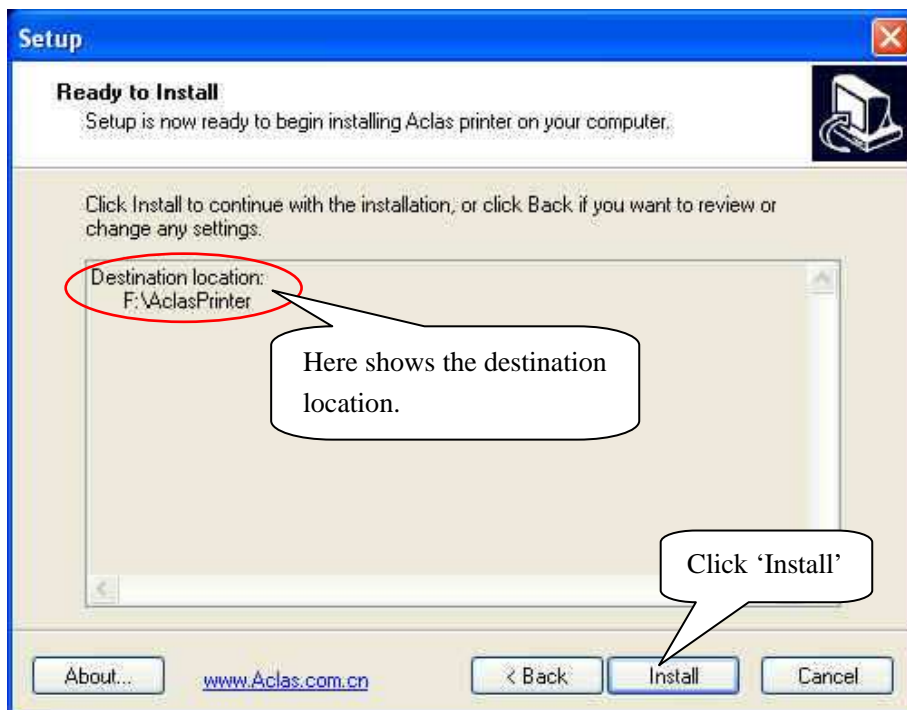 Setup
Ready to Install
Setup is now ready to begin installing Aclas printer on your computer.
Click Install to continue with the installation, or click Back if you want to review or
change any settings.
Destination location:
F:\AclasPrinter
Here shows the destination
location.
Click ‘Install’
About...
www.Aclas.com.cn
< Back
Install
Cancel